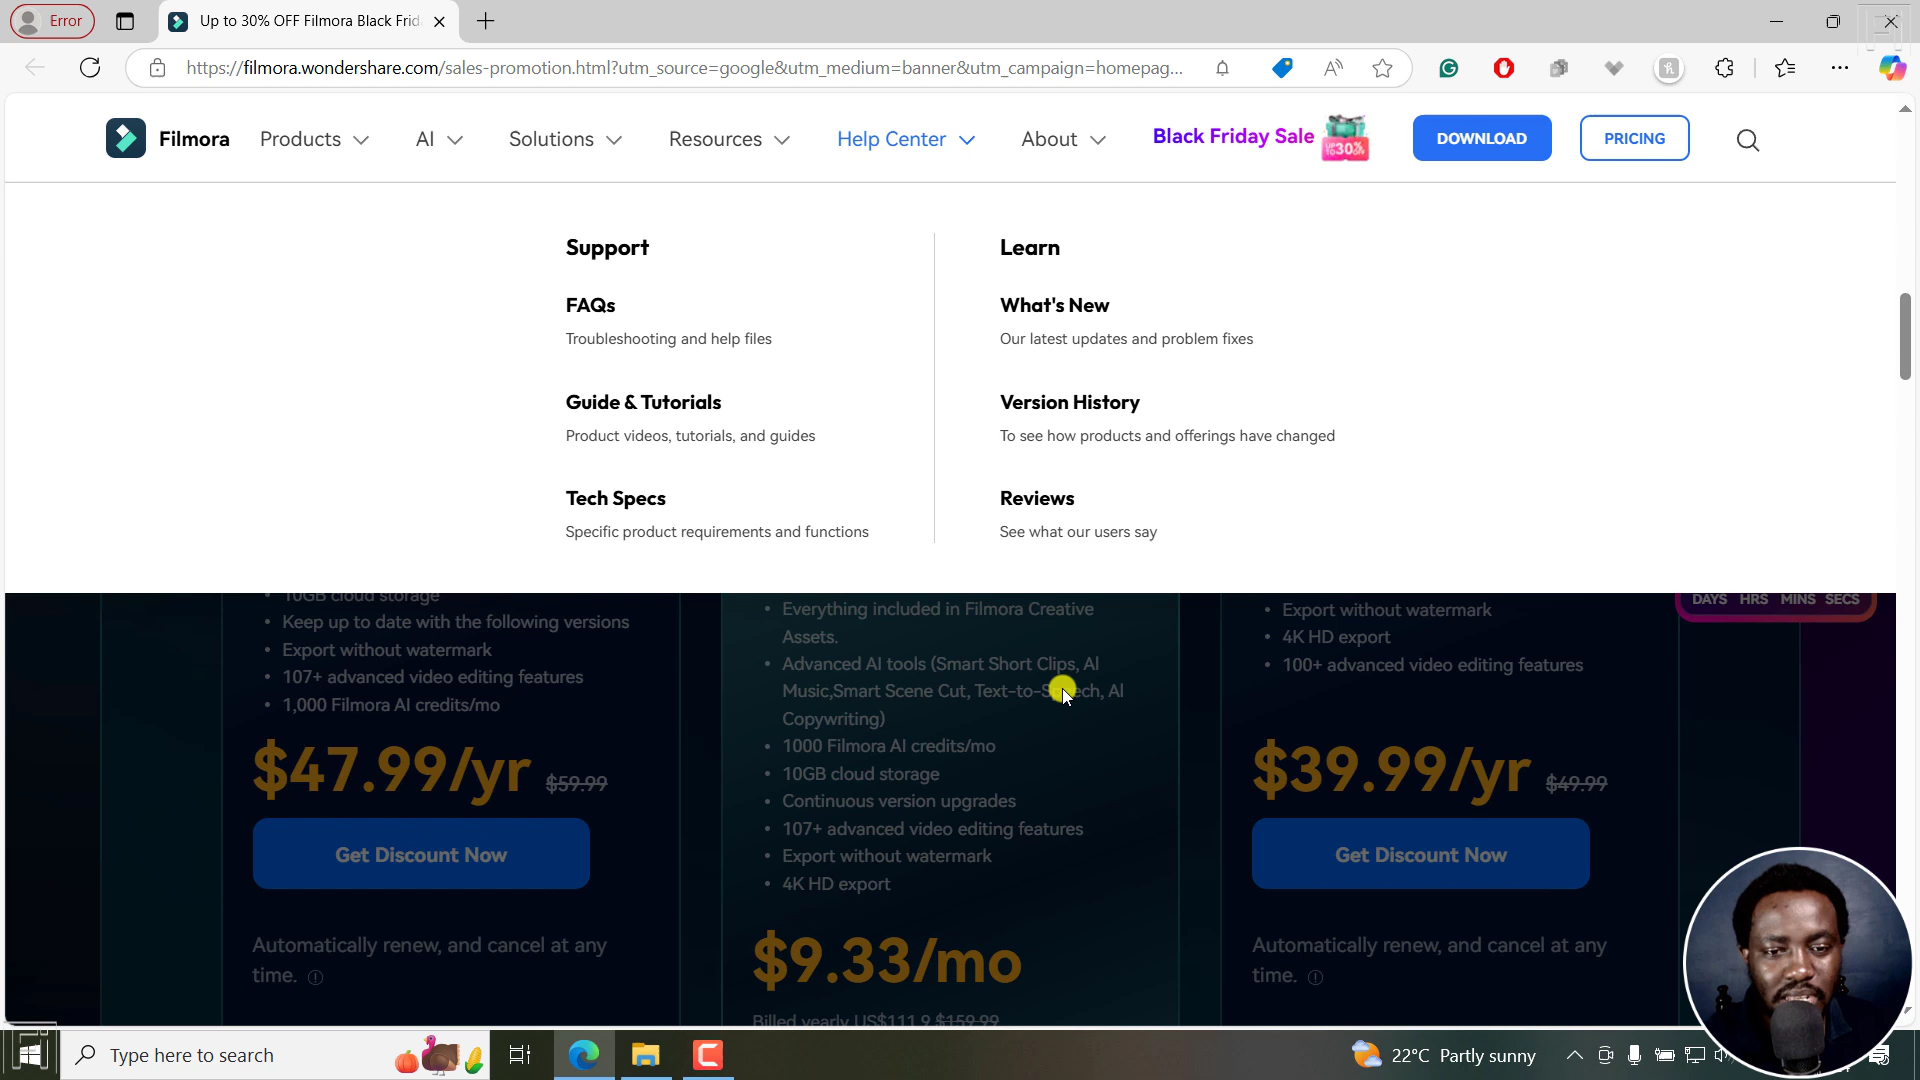 Error
Up to 30% OFF Filmora Black Frid
https://filmora.wondershare.com/sales-promotion.html?utm_source=google&utm_medium=banner&utm_campaign=homepag...
Filmora
Products
AI
Solutions
Resources
Help Center
About
Black Friday Sale
UP TO 30%
DOWNLOAD
PRICING
Support
Learn
FAQs
What's New
Troubleshooting and help files
Our latest updates and problem fixes
Guide & Tutorials
Version History
Product videos, tutorials, and guides
To see how products and offerings have changed
Tech Specs
Reviews
Specific product requirements and functions
See what our users say
DAYS HRS MINS SECS
• 10GB cloud storage
• Keep up to date with the following versions
• Export without watermark
• 107+ advanced video editing features
• 1,000 Filmora AI credits/mo
$47.99/yr $59.99
Get Discount Now
Automatically renew, and cancel at any
time.
• Everything included in Filmora Creative
Assets.
• Advanced AI tools (Smart Short Clips, AI
Music,Smart Scene Cut, Text-to-Speech, AI
Copywriting)
• 1000 Filmora AI credits/mo
• 10GB cloud storage
• Continuous version upgrades
• 107+ advanced video editing features
• Export without watermark
• 4K HD export
$9.33/mo
Billed yearly US$111.9 $159.99
• Export without watermark
• 4K HD export
• 100+ advanced video editing features
$39.99/yr $49.99
Get Discount Now
Automatically renew, and cancel at any
time.
Type here to search
22°C Partly sunny